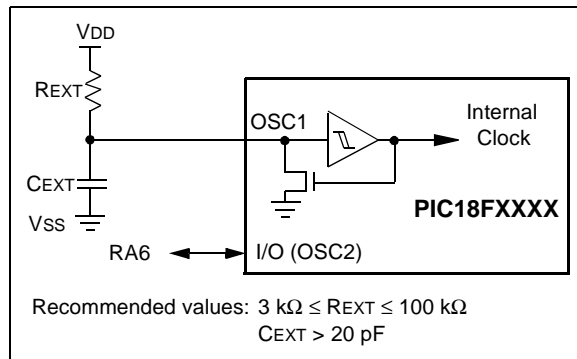 VDD
REXT
OSC1
Internal
Clock
CEXT
PIC18FXXXX
VSS
RA6
I/O (OSC2)
Recommended values: 3 kΩ ≤ REXT ≤ 100 kΩ
CEXT > 20 pF